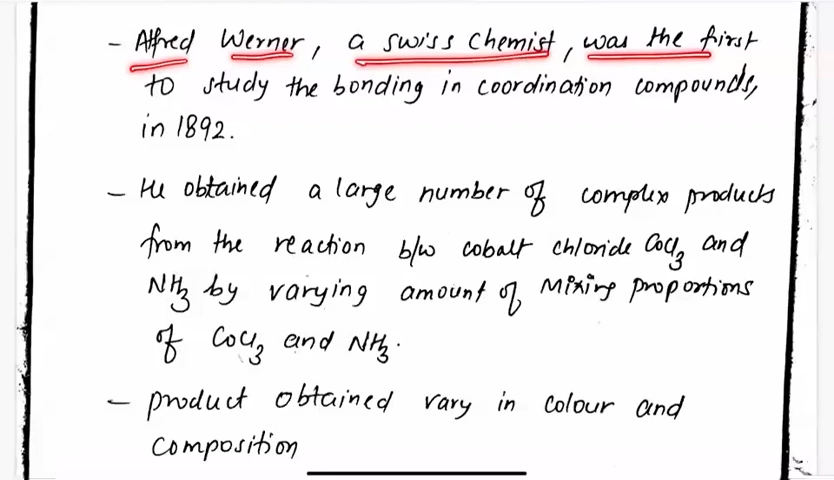 - Alfred Werner, a swiss Chemist, was the first
to study the bonding in coordination compounds,
in 1892.
- He obtained a large number of complex products
from the reaction b/w cobalt chloride CoCl3 and
NH3 by varying amount of Mixing proportions
of CoCl3 and NH3.
- product obtained vary in colour and
composition